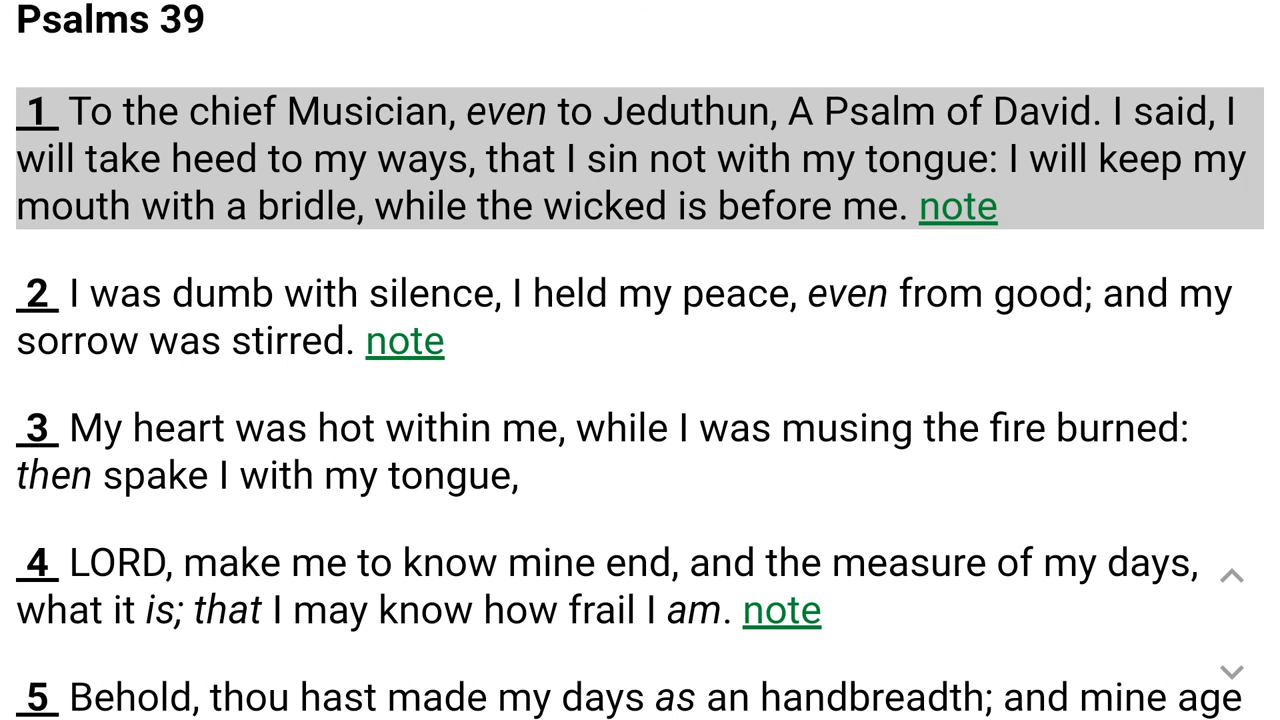 Psalms 39
1 To the chief Musician, even to Jeduthun, A Psalm of David. I said, I
will take heed to my ways, that I sin not with my tongue: I will keep my
mouth with a bridle, while the wicked is before me. note
2 I was dumb with silence, I held my peace, even from good; and my
sorrow was stirred. note
3 My heart was hot within me, while I was musing the fire burned:
then spake I with my tongue,
4 LORD, make me to know mine end, and the measure of my days,
what it is; that I may know how frail I am. note
5 Behold, thou hast made my days as an handbreadth; and mine age